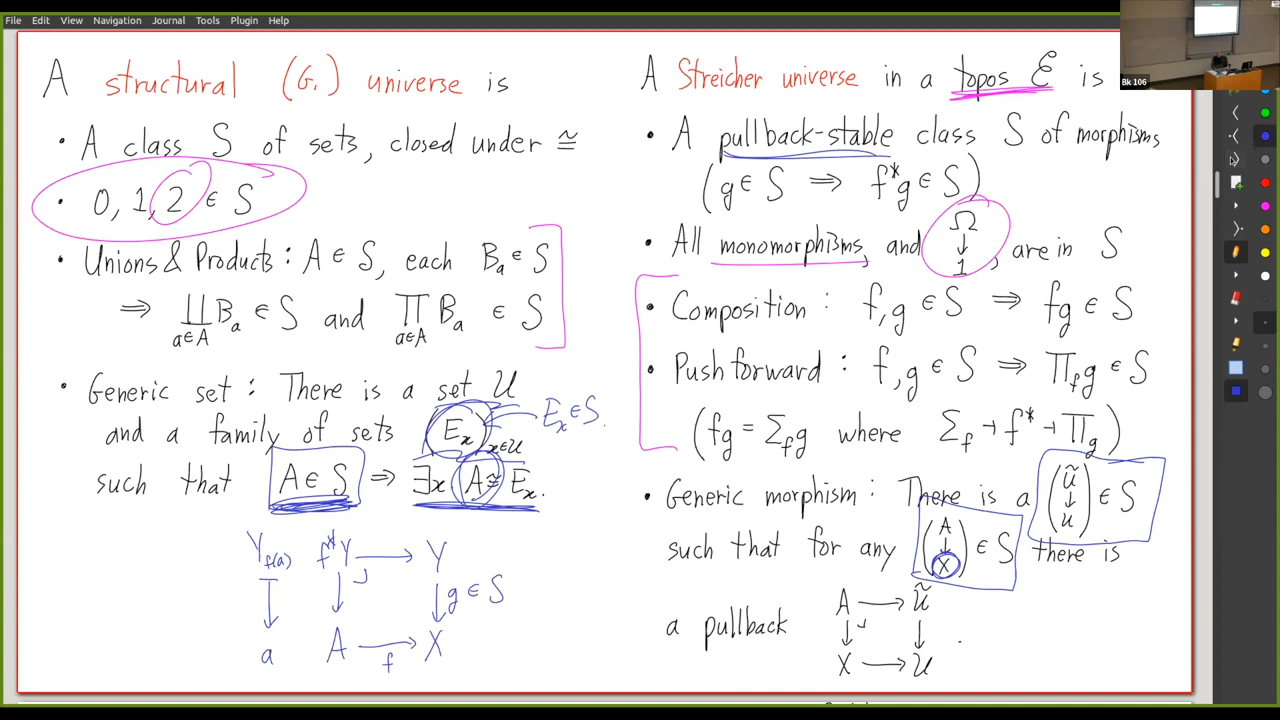 File Edit View Navigation Journal Tools Plugin Help
Bk 106
A structural (G.) universe is
• A class S of sets, closed under ≅
• 0, 1, 2 ∈ S
• Unions & Products : A ∈ S, each B_a ∈ S
⇒ ∐_{a∈A} B_a ∈ S and ∏_{a∈A} B_a ∈ S
• Generic set : There is a set U
and a family of sets (E_x)_{x∈U}
E_x ∈ S.
such that A ∈ S ⇒ ∃x A ≅ E_x.
Y_{f(a)} f*Y → Y
↓ ↓ ↓ g ∈ S
a A → X
f
A Streicher universe in a topos ℰ is
• A pullback-stable class S of morphisms
(g ∈ S ⇒ f*g ∈ S)
• All monomorphisms, and Ω ↓ 1, are in S
• Composition : f, g ∈ S ⇒ fg ∈ S
• Pushforward : f, g ∈ S ⇒ Π_f g ∈ S
(fg = Σ_f g where Σ_f ⊣ f* ⊣ Π_g)
• Generic morphism : There is a (Ũ ↓ U) ∈ S
such that for any (A ↓ X) ∈ S there is
a pullback A → Ũ
↓ ↓ .
X → U